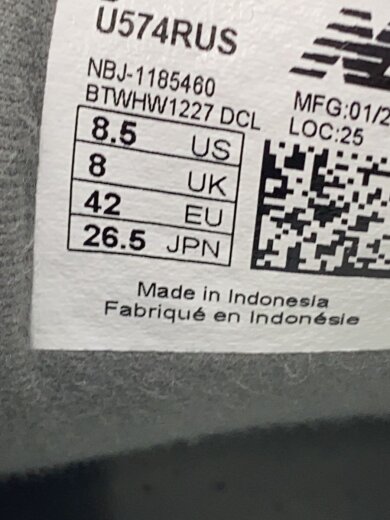 U574RUS
NBJ-1185460
BTWHW1227 DCL
MFG:01/2
LOC:25
8.5 US
8 UK
42 EU
26.5 JPN
Made in Indonesia
Fabriqué en Indonésie